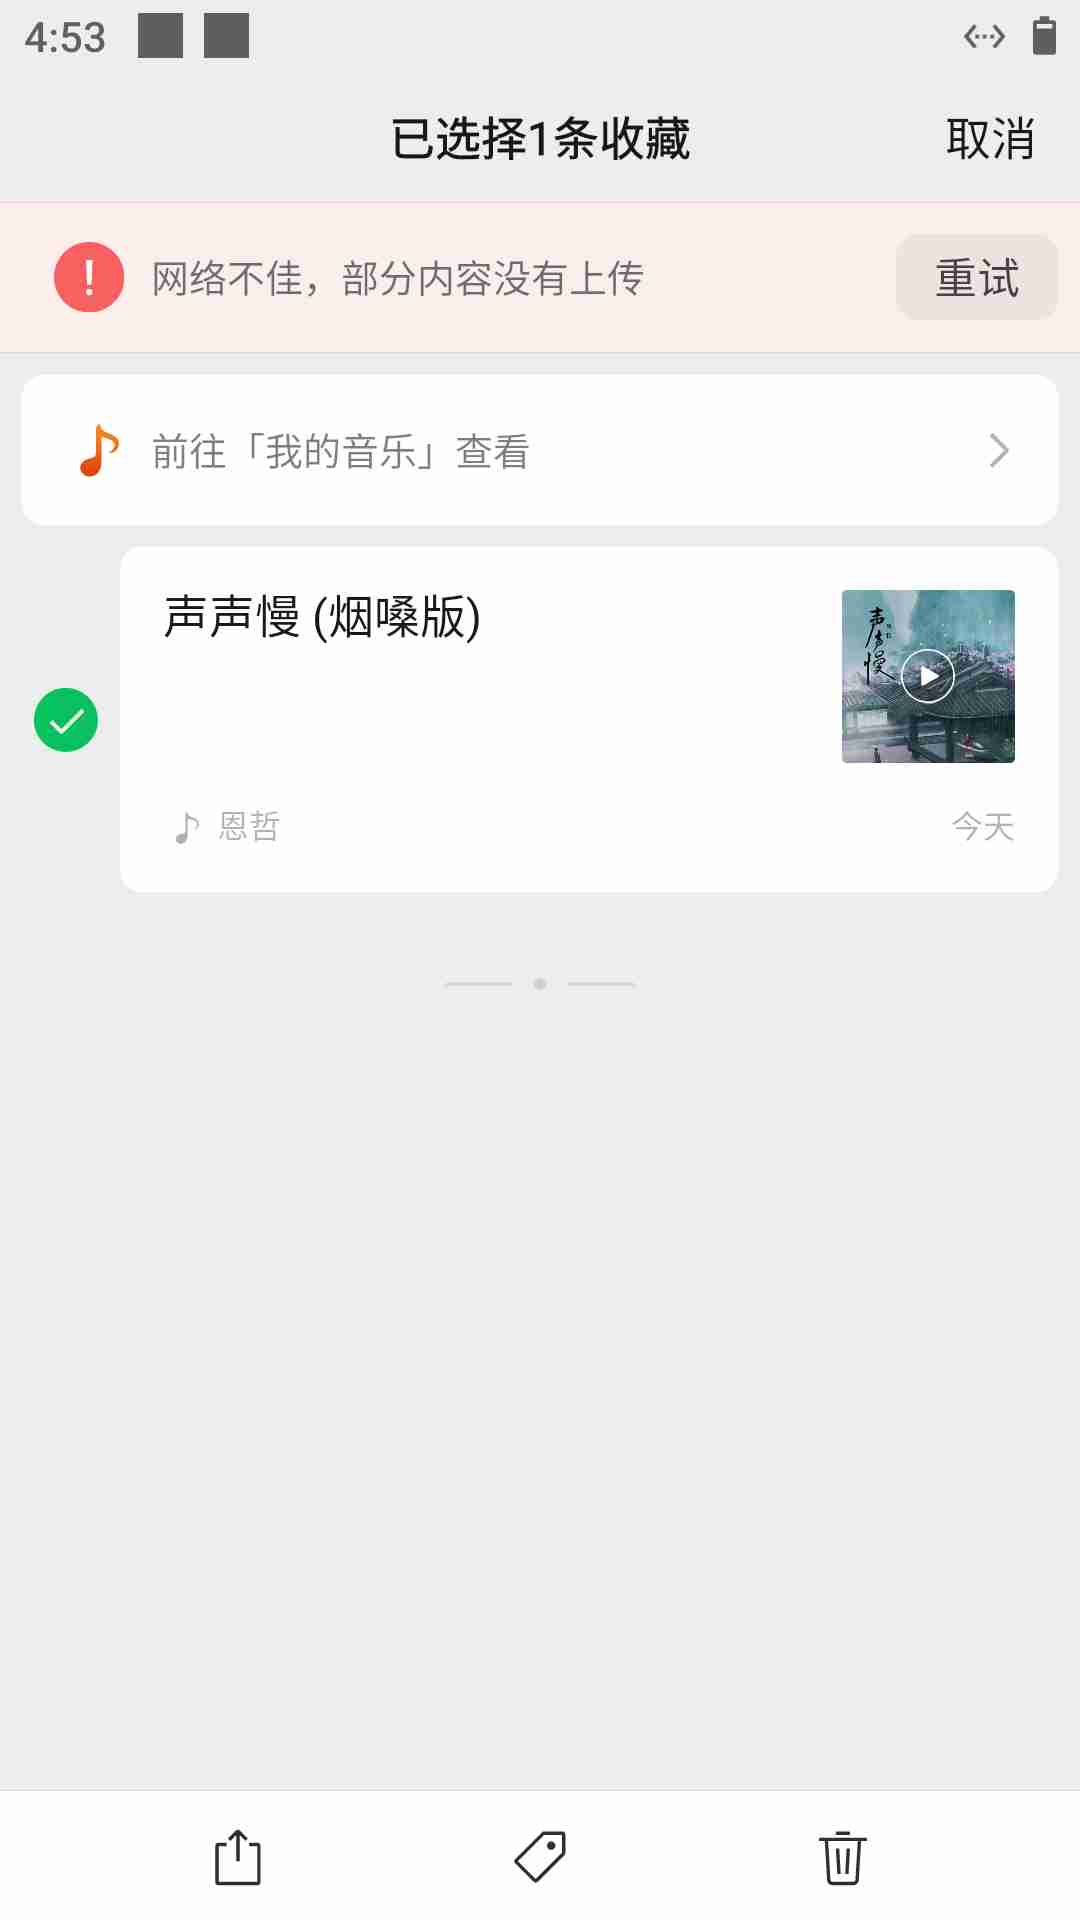 4:53
已选择1条收藏
取消
网络不佳，部分内容没有上传
重试
前往「我的音乐」查看
声声慢 (烟嗓版)
声声慢
恩哲
今天